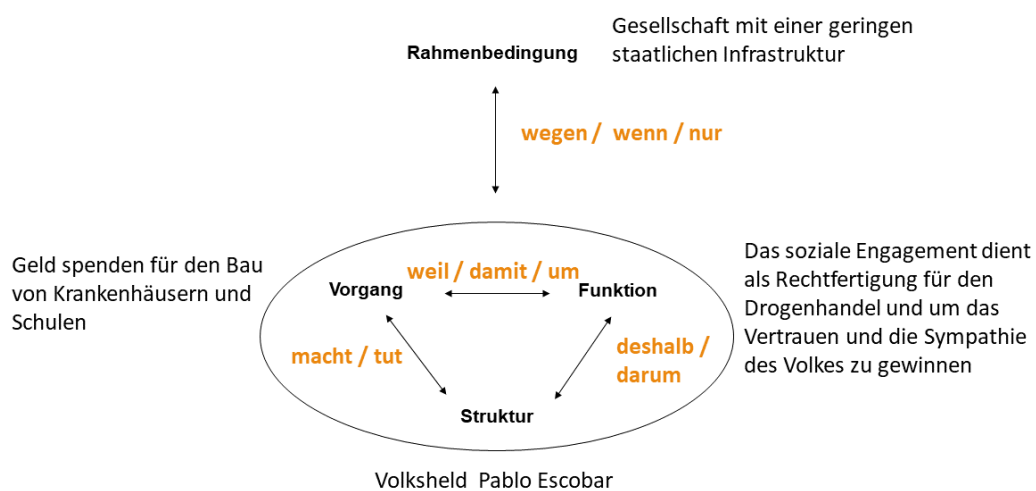 Gesellschaft mit einer geringen
staatlichen Infrastruktur
Rahmenbedingung
wegen / wenn / nur
Geld spenden für den Bau
von Krankenhäusern und
Schulen
weil / damit / um
Vorgang
Funktion
Das soziale Engagement dient
als Rechtfertigung für den
Drogenhandel und um das
Vertrauen und die Sympathie
des Volkes zu gewinnen
macht / tut
deshalb /
darum
Struktur
Volksheld Pablo Escobar